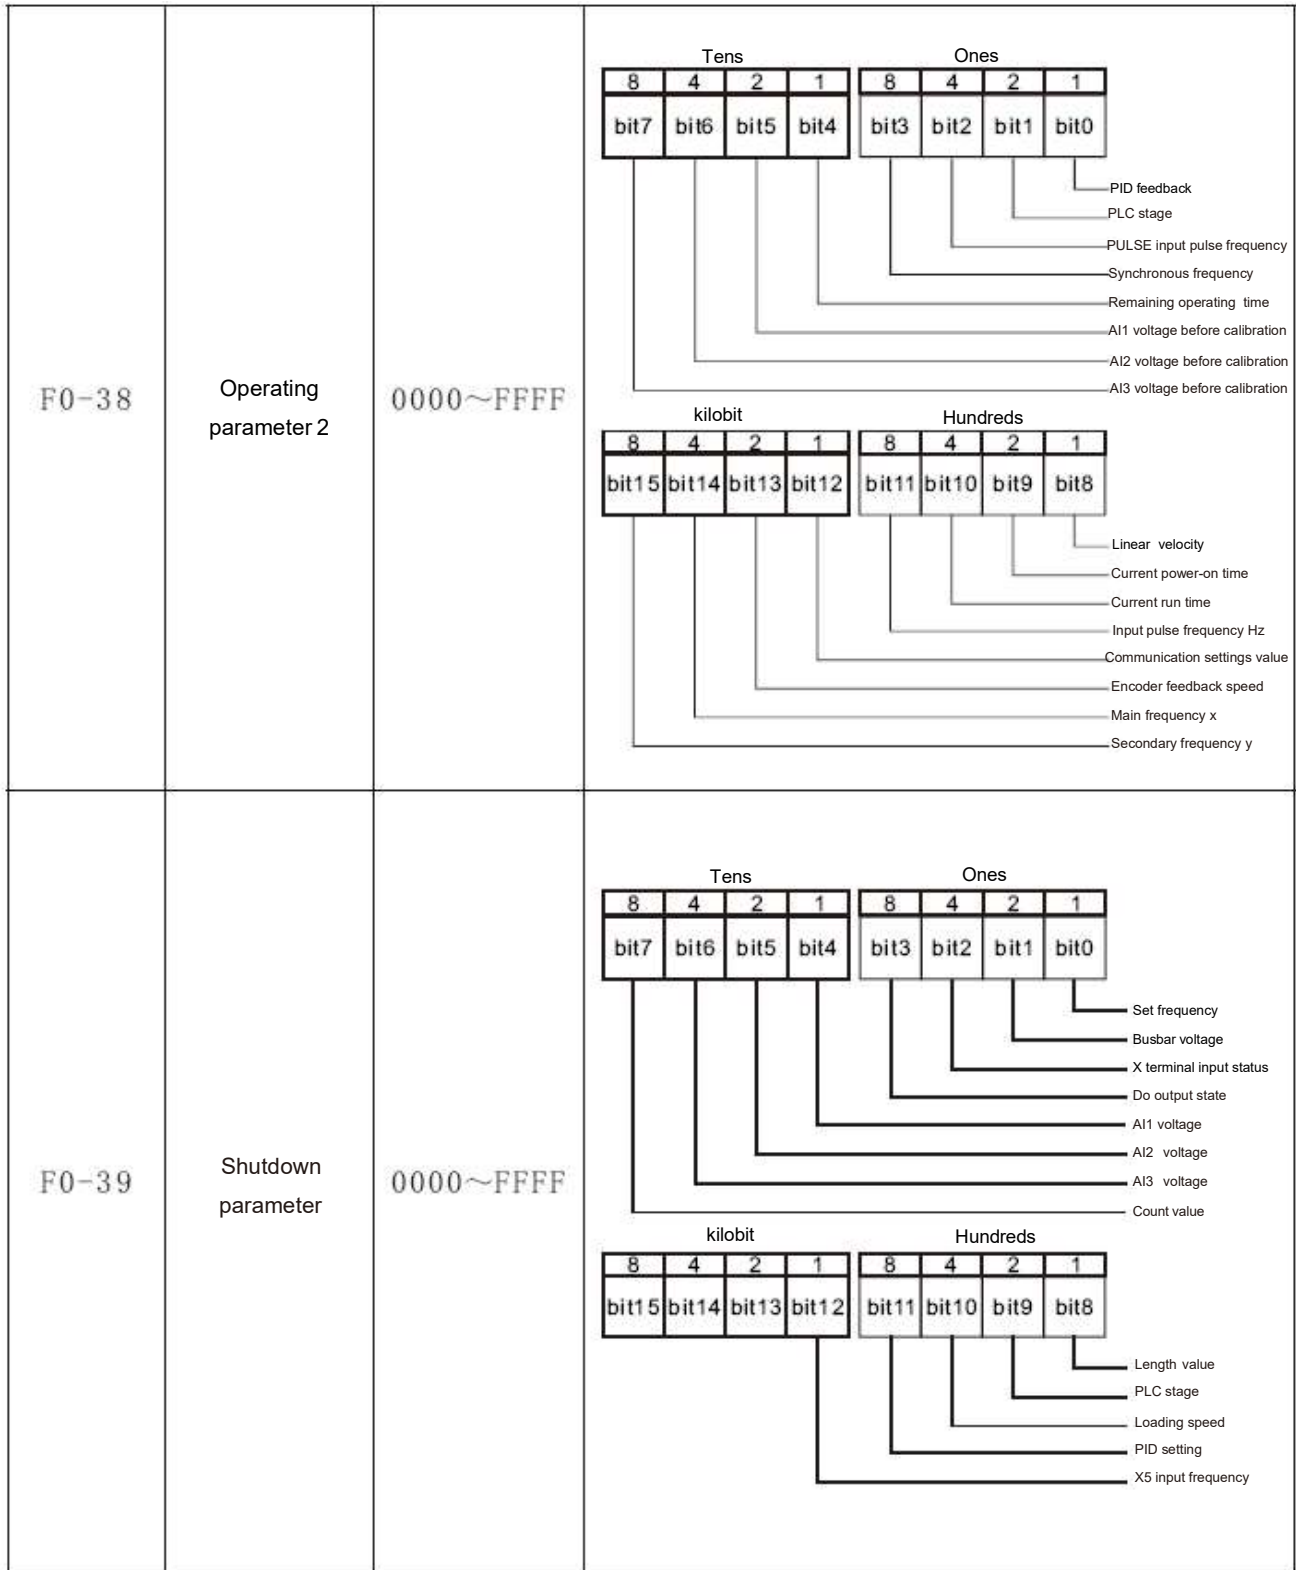 Tens Ones
8 4 2 1 8 4 2 1
bit7 bit6 bit5 bit4 bit3 bit2 bit1 bit0
PID feedback
PLC stage
PULSE input pulse frequency
Synchronous frequency
Remaining operating time
AI1 voltage before calibration
AI2 voltage before calibration
AI3 voltage before calibration
F0-38
Operating
parameter 2
0000~FFFF
kilobit Hundreds
8 4 2 1 8 4 2 1
bit15 bit14 bit13 bit12 bit11 bit10 bit9 bit8
Linear velocity
Current power-on time
Current run time
Input pulse frequency Hz
Communication settings value
Encoder feedback speed
Main frequency x
Secondary frequency y
Tens Ones
8 4 2 1 8 4 2 1
bit7 bit6 bit5 bit4 bit3 bit2 bit1 bit0
Set frequency
Busbar voltage
X terminal input status
Do output state
AI1 voltage
AI2 voltage
AI3 voltage
Count value
F0-39
Shutdown
parameter
0000~FFFF
kilobit Hundreds
8 4 2 1 8 4 2 1
bit15 bit14 bit13 bit12 bit11 bit10 bit9 bit8
Length value
PLC stage
Loading speed
PID setting
X5 input frequency